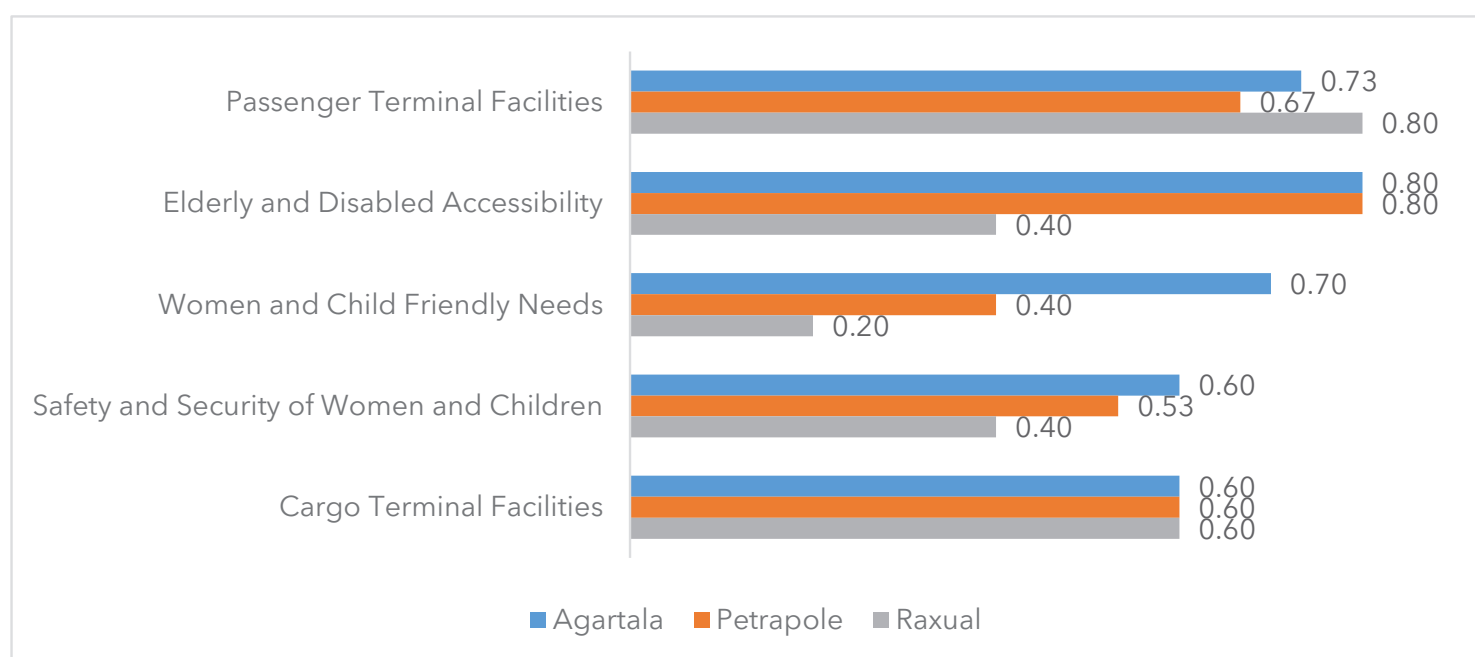 Passenger Terminal Facilities
0.73
0.67
0.80
Elderly and Disabled Accessibility
0.80
0.80
0.40
Women and Child Friendly Needs
0.70
0.40
0.20
Safety and Security of Women and Children
0.60
0.53
0.40
Cargo Terminal Facilities
0.60
0.60
0.60
Agartala Petrapole Raxual